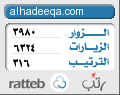 alhadeeqa.com
الزوار ٣٩٨٠
الزيارات ٦٣٢٤
الترتيب ٣١٦
ratteb رتب